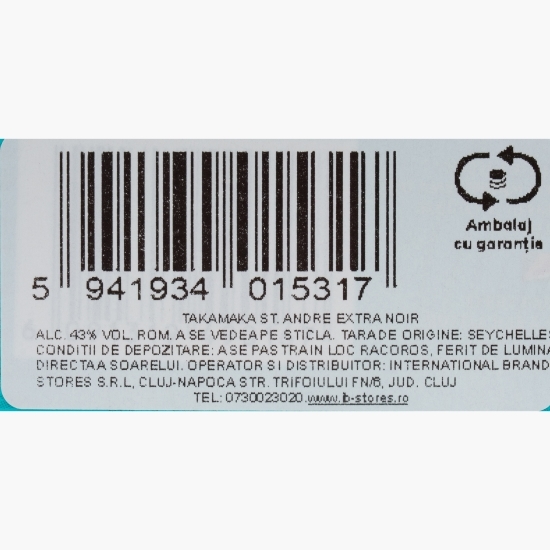 Ambalaj
cu garanție
5 941934 015317
TAKAMAKA ST. ANDRE EXTRA NOIR
ALC. 43% VOL. ROM. A SE VEDEA PE STICLA. TARA DE ORIGINE: SEYCHELLES
CONDITII DE DEPOZITARE: A SE PASTRA IN LOC RACOROS, FERIT DE LUMINA
DIRECTA A SOARELUI. OPERATOR SI DISTRIBUITOR: INTERNATIONAL BRAND
STORES S.R.L, CLUJ-NAPOCA STR. TRIFOIULUI FN/6, JUD. CLUJ
TEL: 0730023020.www.ib-stores.ro